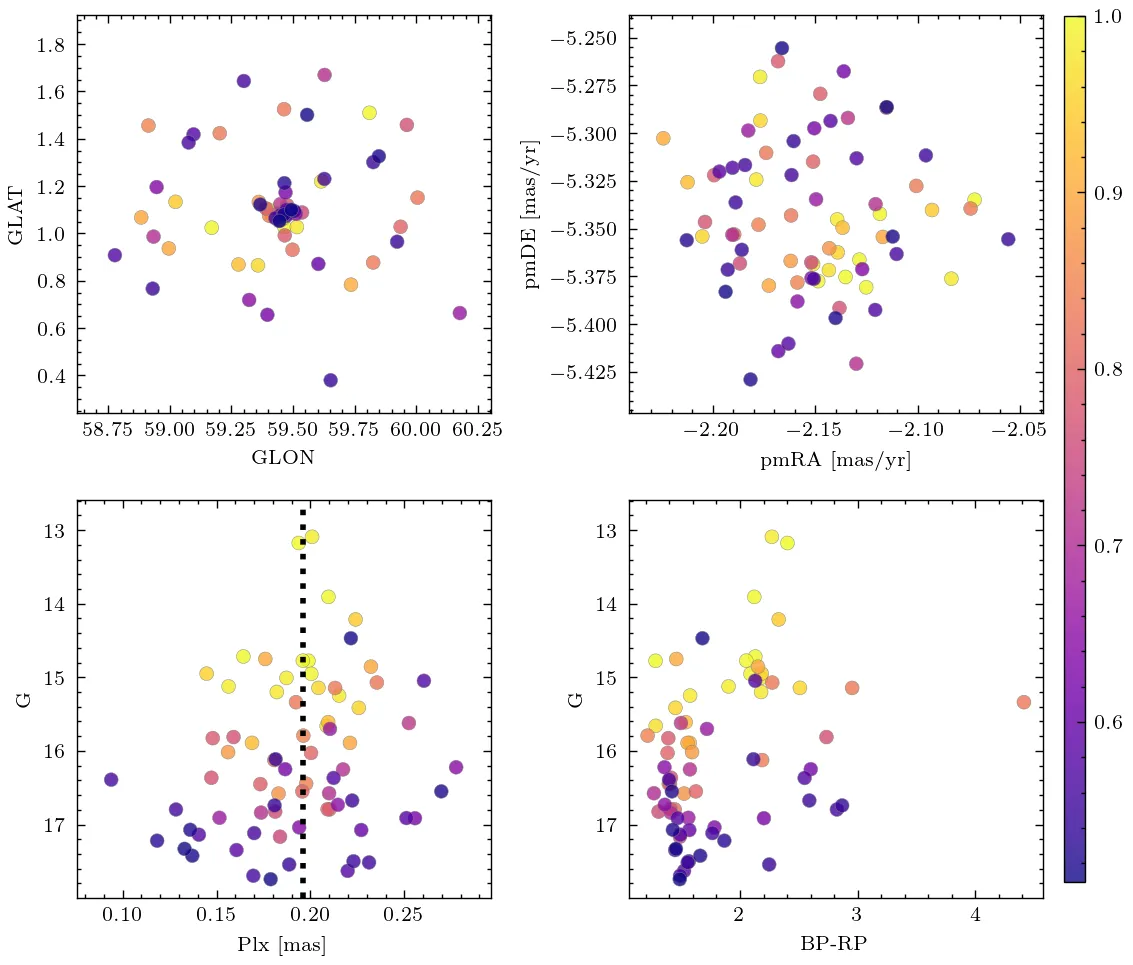 1.8
1.6
1.4
1.2
1.0
0.8
0.6
0.4
GLAT
58.75 59.00 59.25 59.50 59.75 60.00 60.25
GLON
−5.250
−5.275
−5.300
−5.325
−5.350
−5.375
−5.400
−5.425
pmDE [mas/yr]
−2.20 −2.15 −2.10 −2.05
pmRA [mas/yr]
13
14
15
16
17
G
0.10 0.15 0.20 0.25
Plx [mas]
13
14
15
16
17
G
2 3 4
BP-RP
1.0
0.9
0.8
0.7
0.6